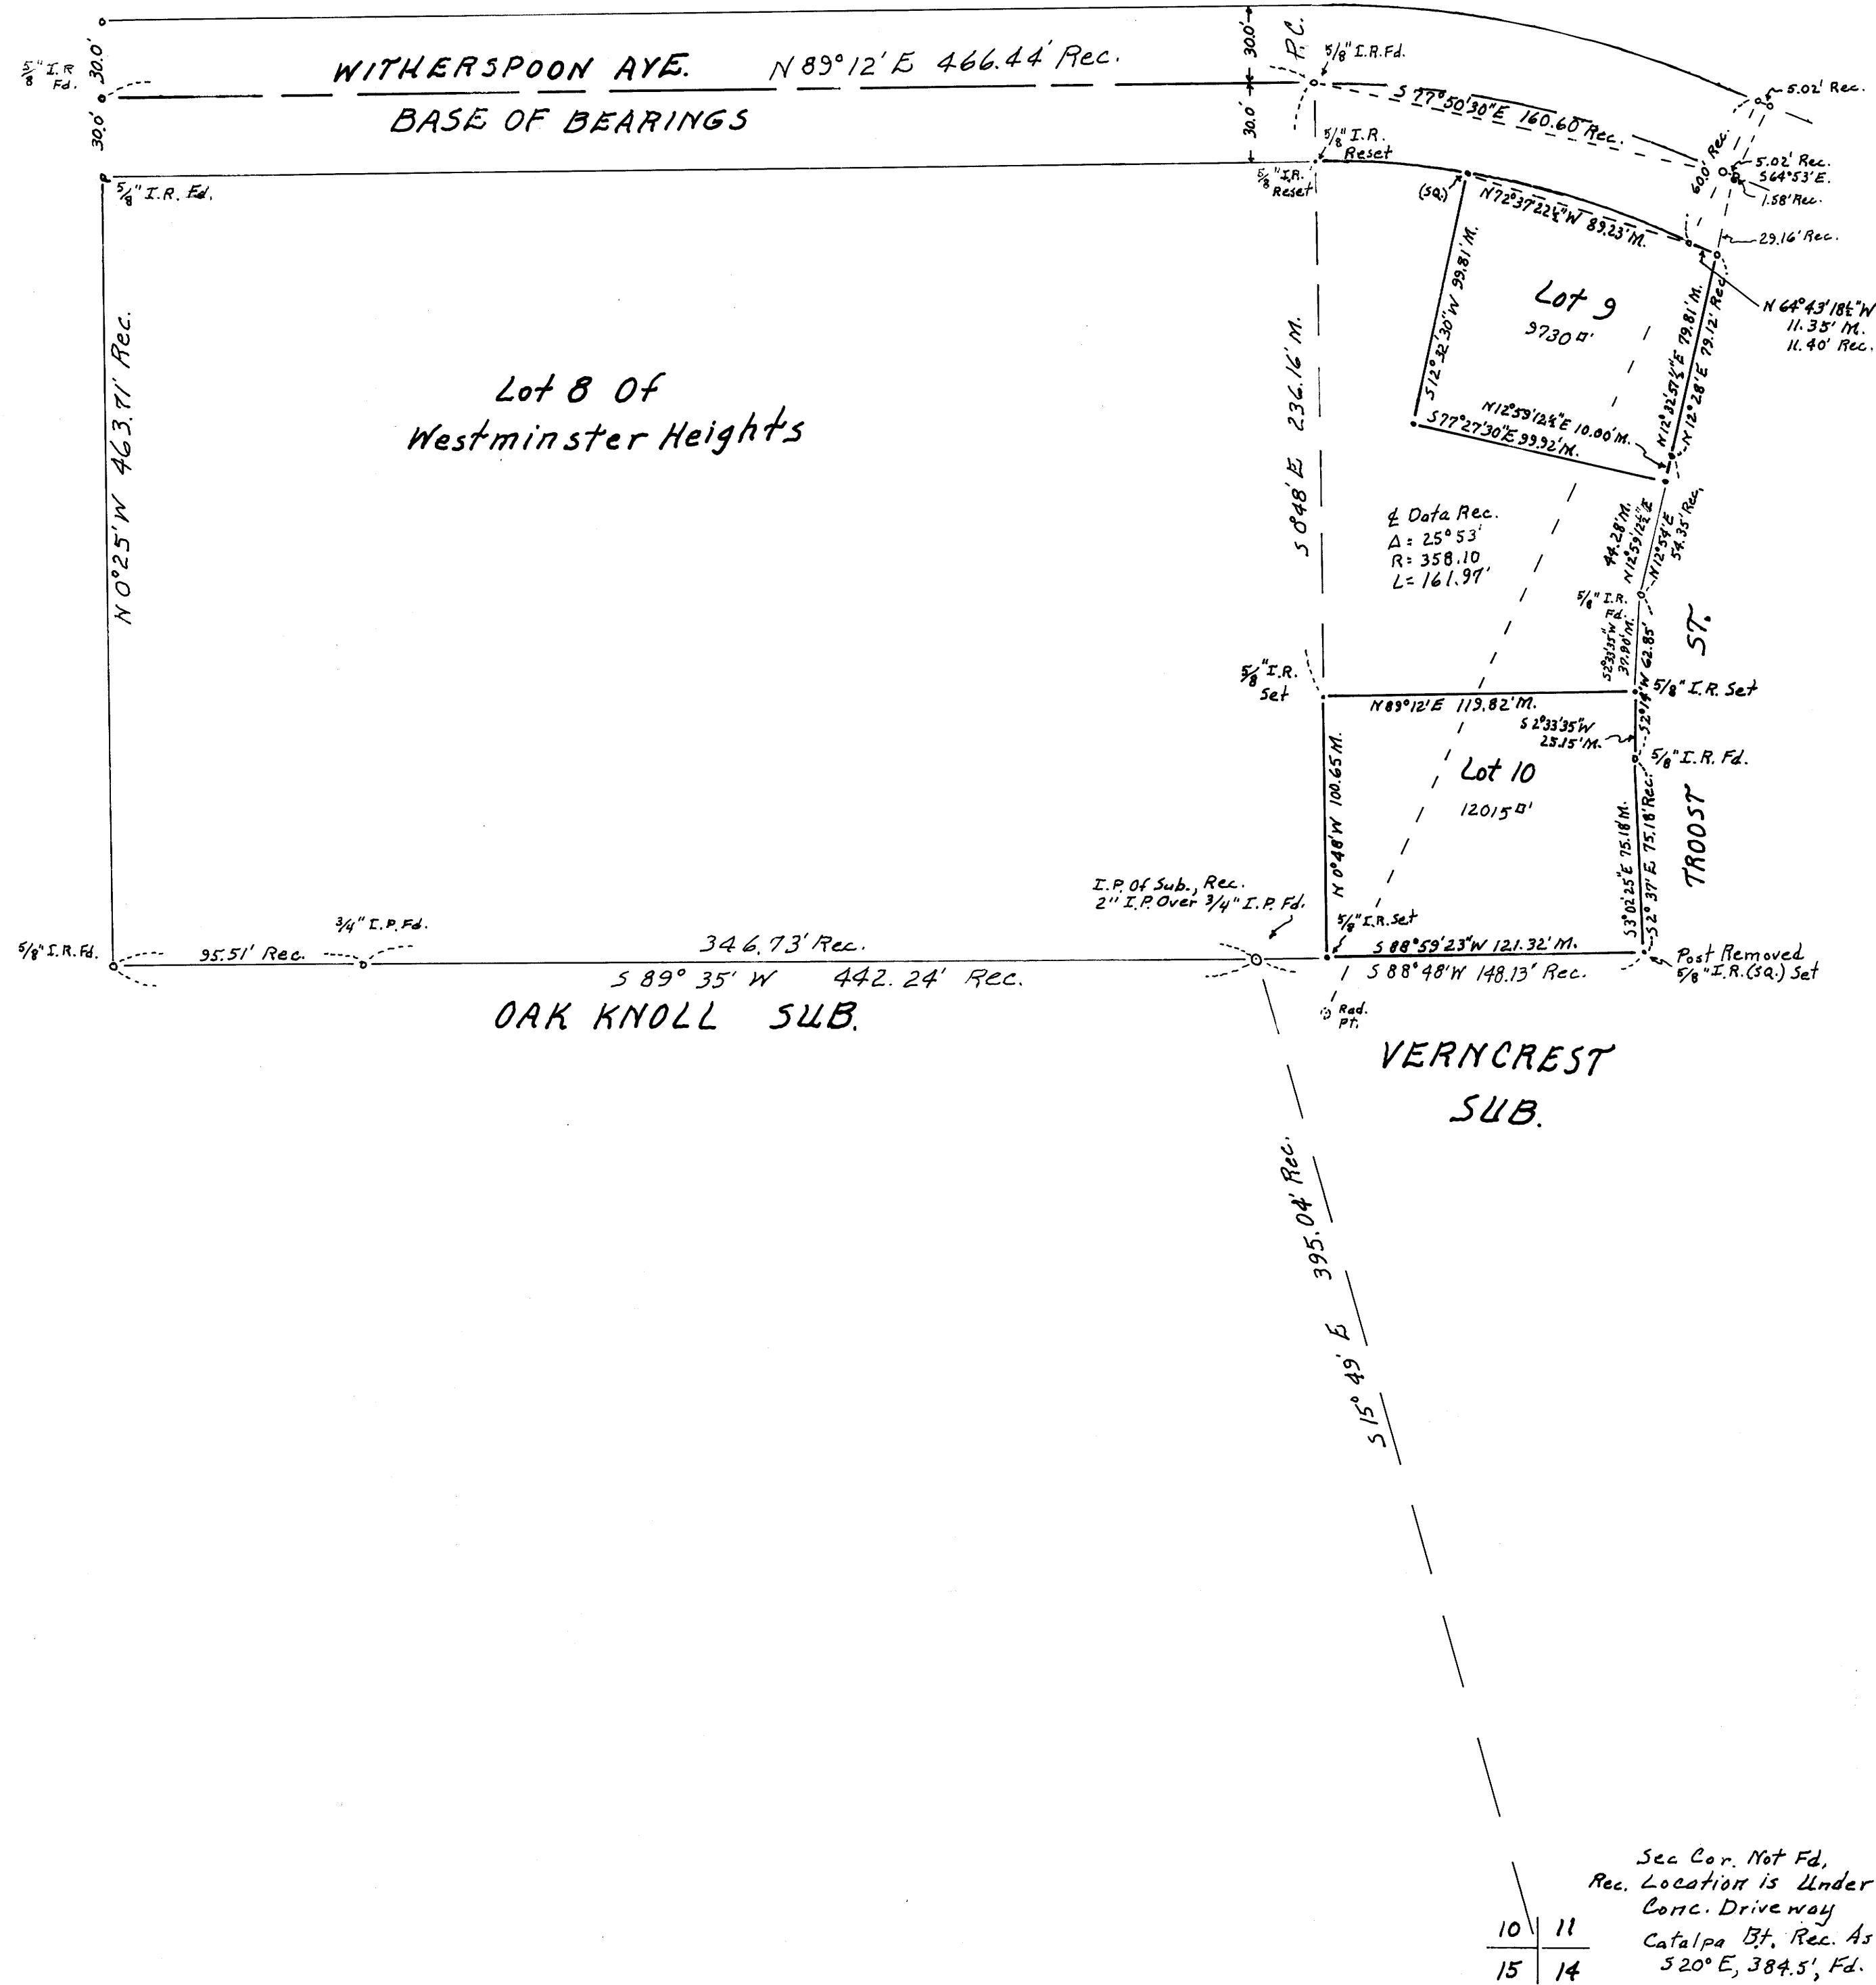 30.0'
5/8" I.R
Fd.
30.0'
WITHERSPOON AVE. N 89°12' E 466.44' Rec.
BASE OF BEARINGS
30.0'
30.0'
P.C.
5/8" I.R.Fd.
S 77°50'30"E 160.60' Rec.
5.02' Rec.
60.0' Rec.
5.02' Rec.
S64°53'E.
1.58' Rec.
29.16' Rec.
5/8" I.R.
Reset
5/8" I.R.
Reset
5/8" I.R. Fd.
(SQ.)
N72°37'22½"W 89.23' M.
N 64°43'18½"W
11.35' M.
11.40' Rec.
Lot 9
9730 □'
S12°32'30"W 99.81' M.
N12°32'51½"E 79.81' M.
N12°28'E 79.12' Rec.
N12°59'12½"E 10.00' M.
S77°27'30"E 99.92' M.
N 0°25' W 463.71' Rec.
Lot 8 Of
Westminster Heights
S 0°48' E 236.16' M.
℄ Data Rec.
Δ = 25°53'
R = 358.10
L = 161.97'
44.28' M.
N12°59'12½"E
N12°54'E
54.35' Rec.
5/8" I.R.
Fd.
S2°33'35"W
37.90' M.
S2°14'W 62.85'
TROOST ST.
5/8" I.R.
Set
N89°12'E 119.82' M.
5/8" I.R. Set
S 2°33'35"W
25.15' M.
5/8" I.R. Fd.
Lot 10
12015 □'
N 0°48'W 100.65 M.
S3°02'25"E 75.18' M.
S2°37'E 75.18' Rec.
I.P. Of Sub., Rec.
2" I.P. Over 3/4" I.P. Fd.
5/8" I.R. Set
5/8" I.R. Fd.
95.51' Rec.
3/4" I.P. Fd.
346.73' Rec.
S 89° 35' W 442.24' Rec.
S 88°59'23"W 121.32' M.
S 88°48'W 148.13' Rec.
Post Removed
5/8" I.R. (SQ.) Set
OAK KNOLL SUB.
Rad.
Pt.
VERNCREST
SUB.
S 15° 49' E 395.04' Rec.
Sec Cor. Not Fd,
Rec. Location is Under
Conc. Driveway
Catalpa Bt. Rec. As
S 20° E, 384.5', Fd.
10 11
15 14